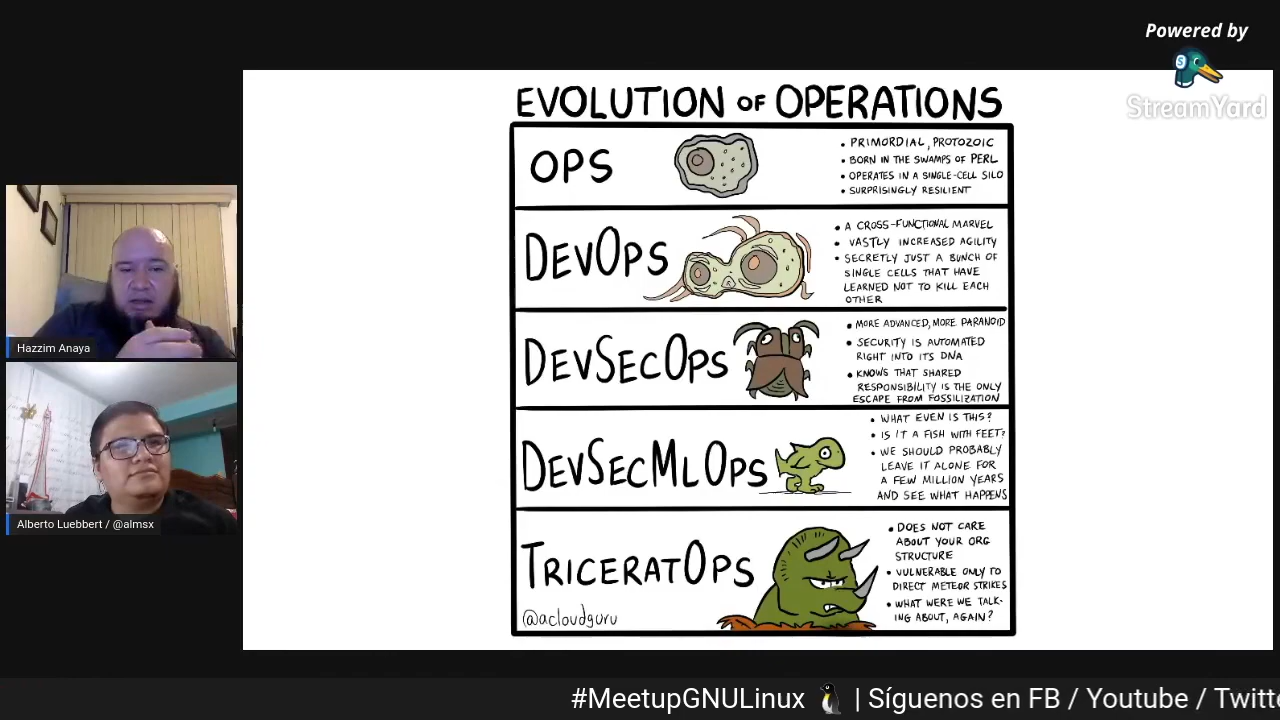 Powered by
StreamYard
EVOLUTION OF OPERATIONS
OPS
• PRIMORDIAL, PROTOZOIC
• BORN IN THE SWAMPS OF PERL
• OPERATES IN A SINGLE-CELL SILO
• SURPRISINGLY RESILIENT
DEVOPS
• A CROSS-FUNCTIONAL MARVEL
• VASTLY INCREASED AGILITY
• SECRETLY JUST A BUNCH OF
SINGLE CELLS THAT HAVE
LEARNED NOT TO KILL EACH
OTHER
DEVSECOPS
• MORE ADVANCED, MORE PARANOID
• SECURITY IS AUTOMATED
RIGHT INTO ITS DNA
• KNOWS THAT SHARED
RESPONSIBILITY IS THE ONLY
ESCAPE FROM FOSSILIZATION
DEVSECMLOPS
• WHAT EVEN IS THIS?
• IS IT A FISH WITH FEET?
• WE SHOULD PROBABLY
LEAVE IT ALONE FOR
A FEW MILLION YEARS
AND SEE WHAT HAPPENS
TRICERATOPS
@acloudguru
• DOES NOT CARE
ABOUT YOUR ORG
STRUCTURE
• VULNERABLE ONLY TO
DIRECT METEOR STRIKES
• WHAT WERE WE TALK-
ING ABOUT, AGAIN?
Hazzim Anaya
Alberto Luebbert / @almsx
#MeetupGNULinux 🐧 | Síguenos en FB / Youtube / Twitt